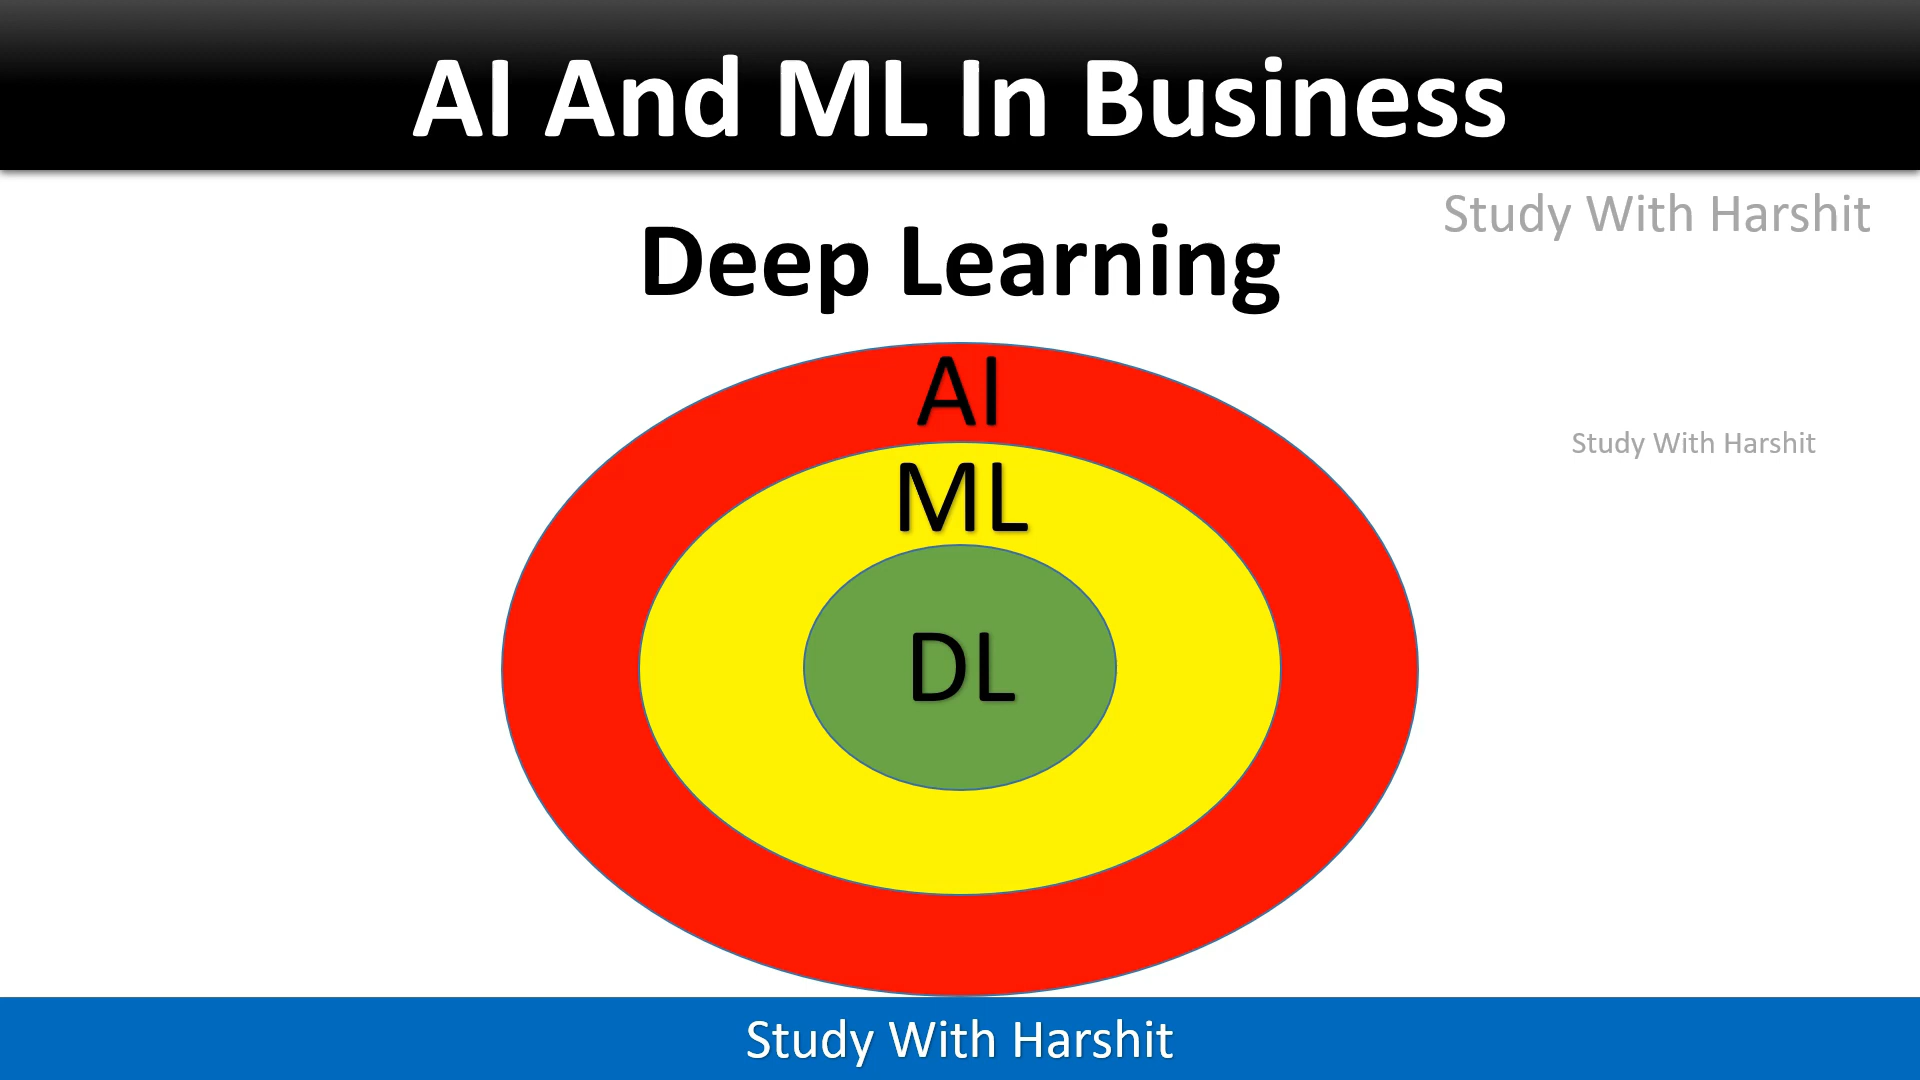 AI And ML In Business
Study With Harshit
Deep Learning
AI
Study With Harshit
ML
DL
Study With Harshit